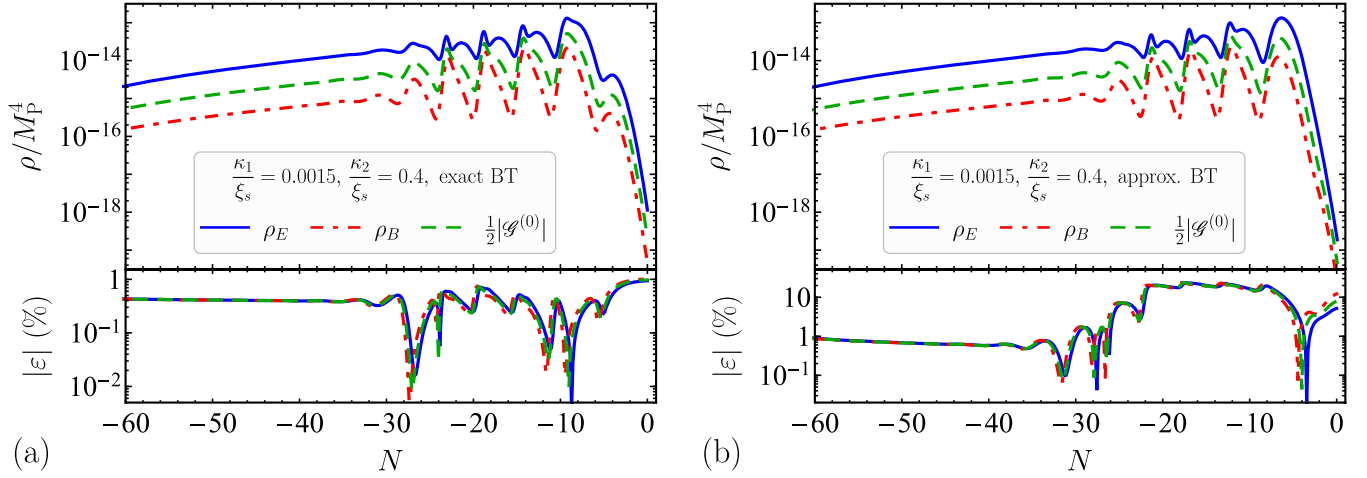 ρ/M_P^4
10^{-14}
10^{-16}
10^{-18}
κ_1/ξ_s = 0.0015, κ_2/ξ_s = 0.4, exact BT
ρ_E ρ_B ½|𝒢^{(0)}|
|ε| (%)
1
10^{-1}
10^{-2}
−60 −50 −40 −30 −20 −10 0
(a) N
ρ/M_P^4
10^{-14}
10^{-16}
10^{-18}
κ_1/ξ_s = 0.0015, κ_2/ξ_s = 0.4, approx. BT
ρ_E ρ_B ½|𝒢^{(0)}|
|ε| (%)
10
1
10^{-1}
−60 −50 −40 −30 −20 −10 0
(b) N